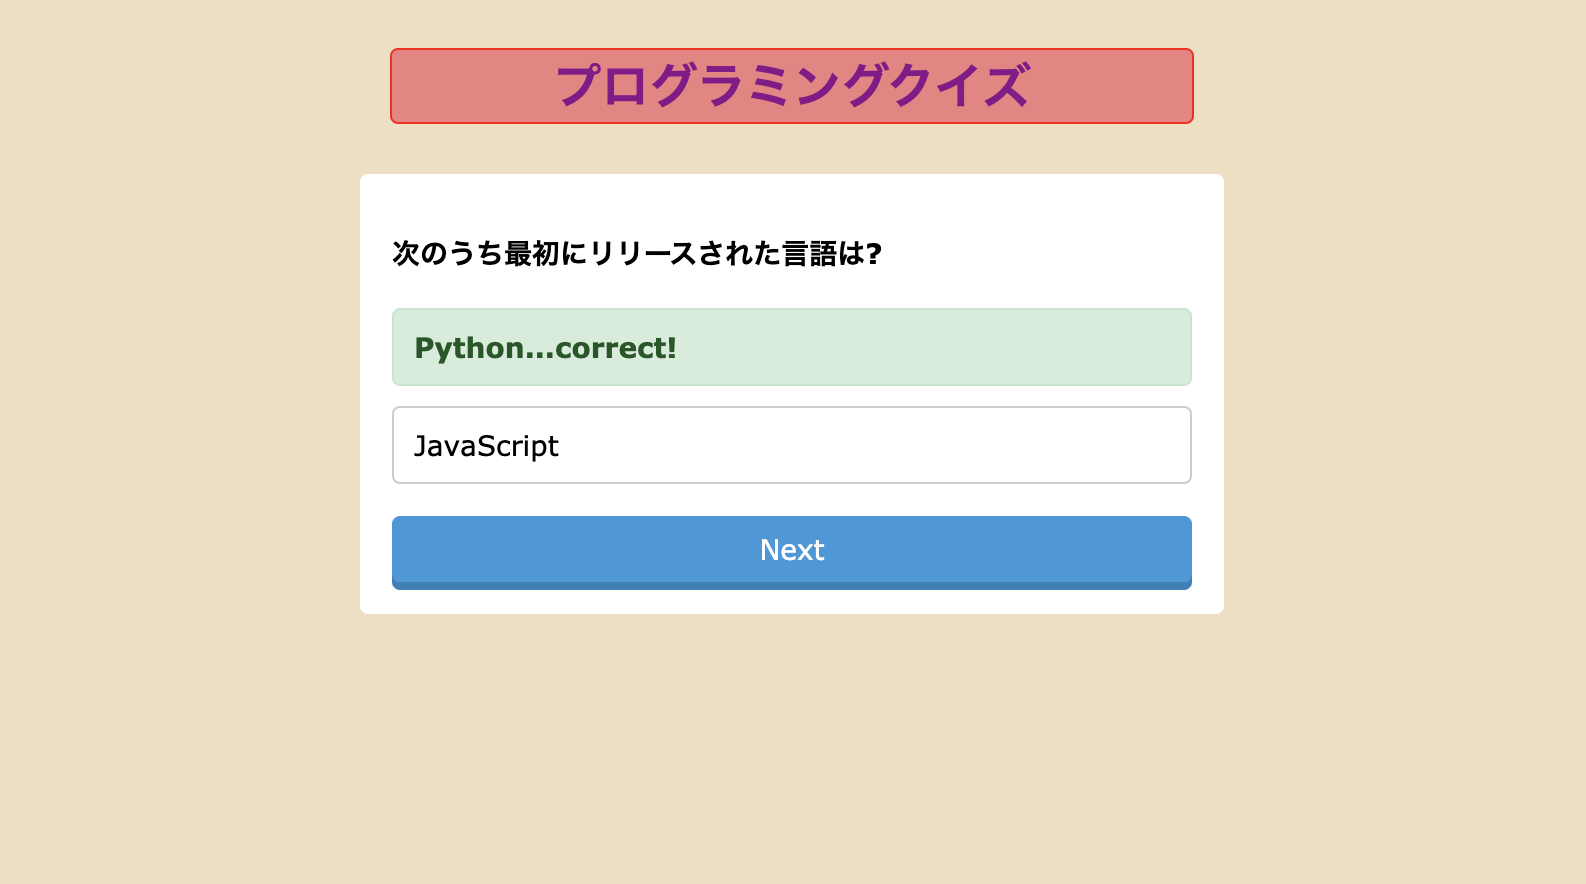 プログラミングクイズ
次のうち最初にリリースされた言語は?
Python...correct!
JavaScript
Next